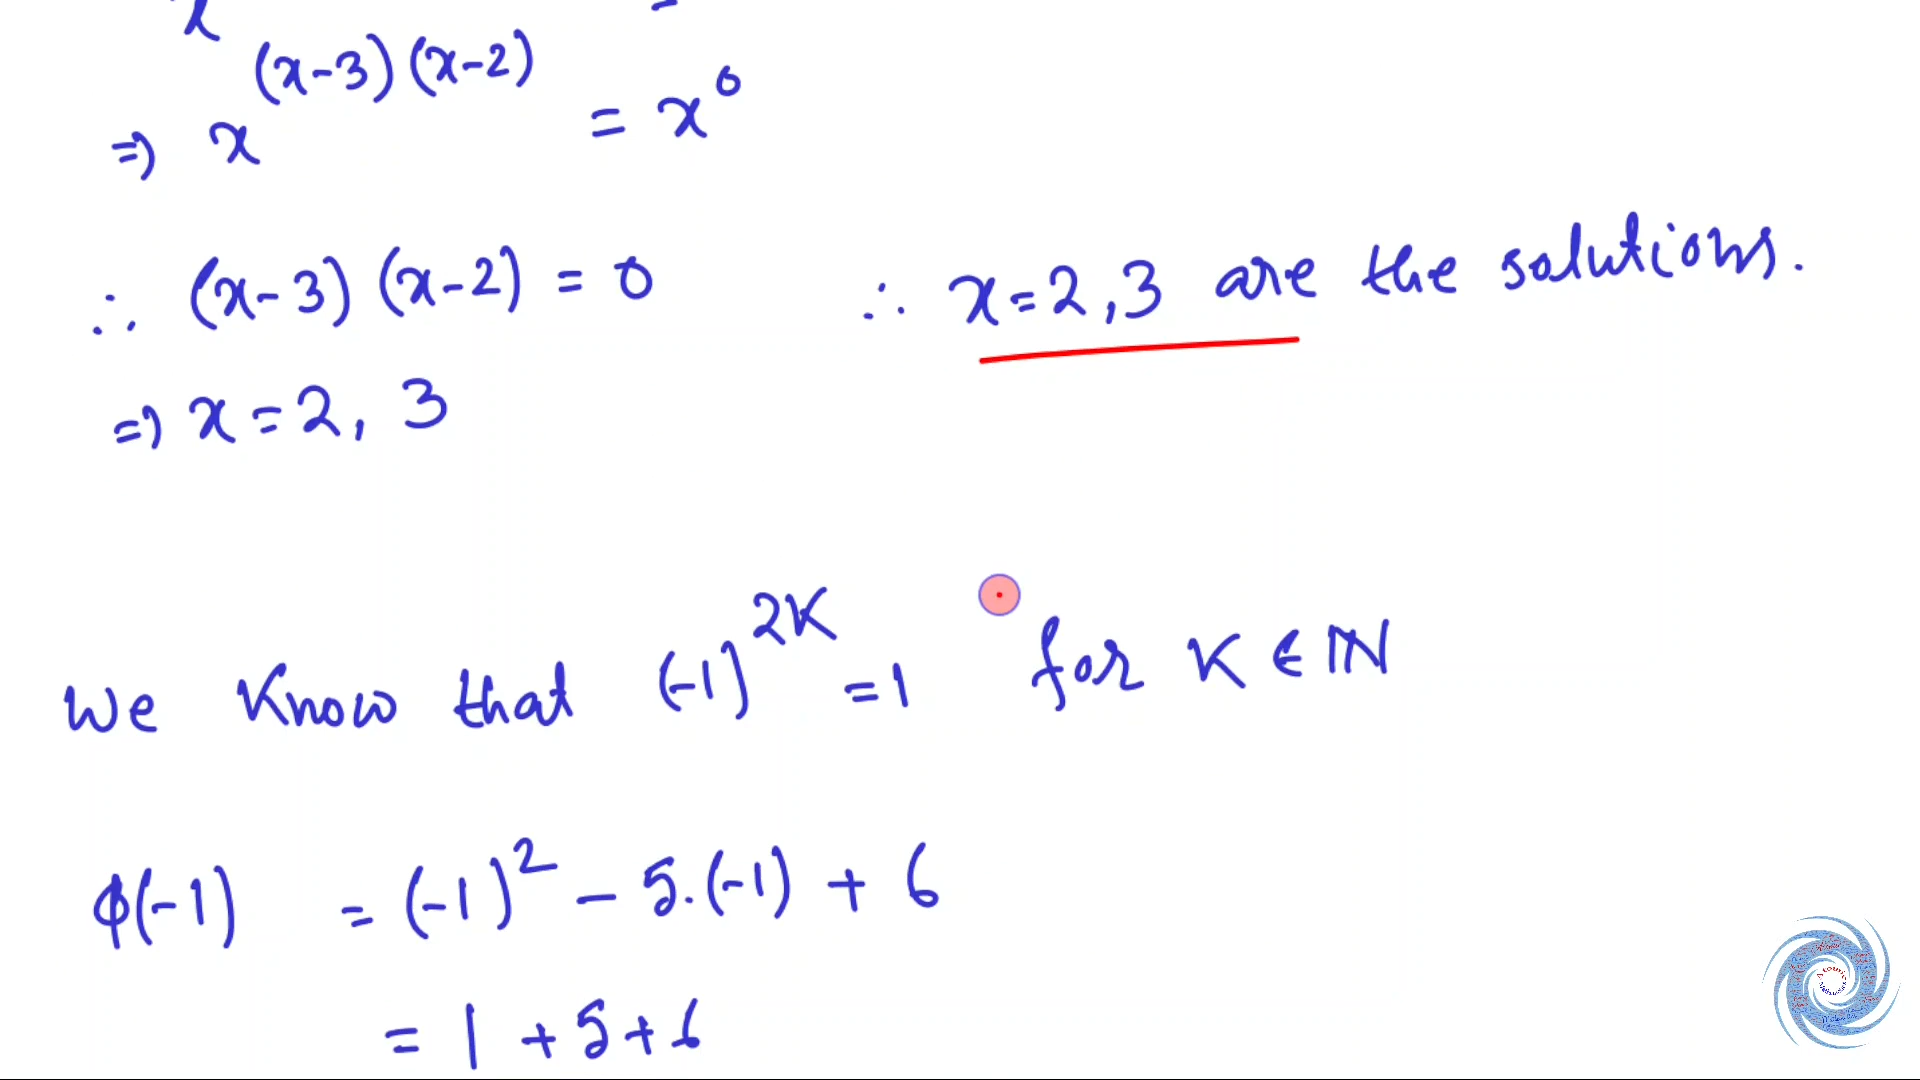 x =
⇒ x^{(x-3)(x-2)} = x^0
∴ (x-3)(x-2) = 0
∴ x=2,3 are the solutions.
⇒ x=2, 3
We Know that (-1)^{2K} =1 for K ∈ ℕ
ϕ(-1) = (-1)^2 - 5.(-1) + 6
= 1 + 5 + 6